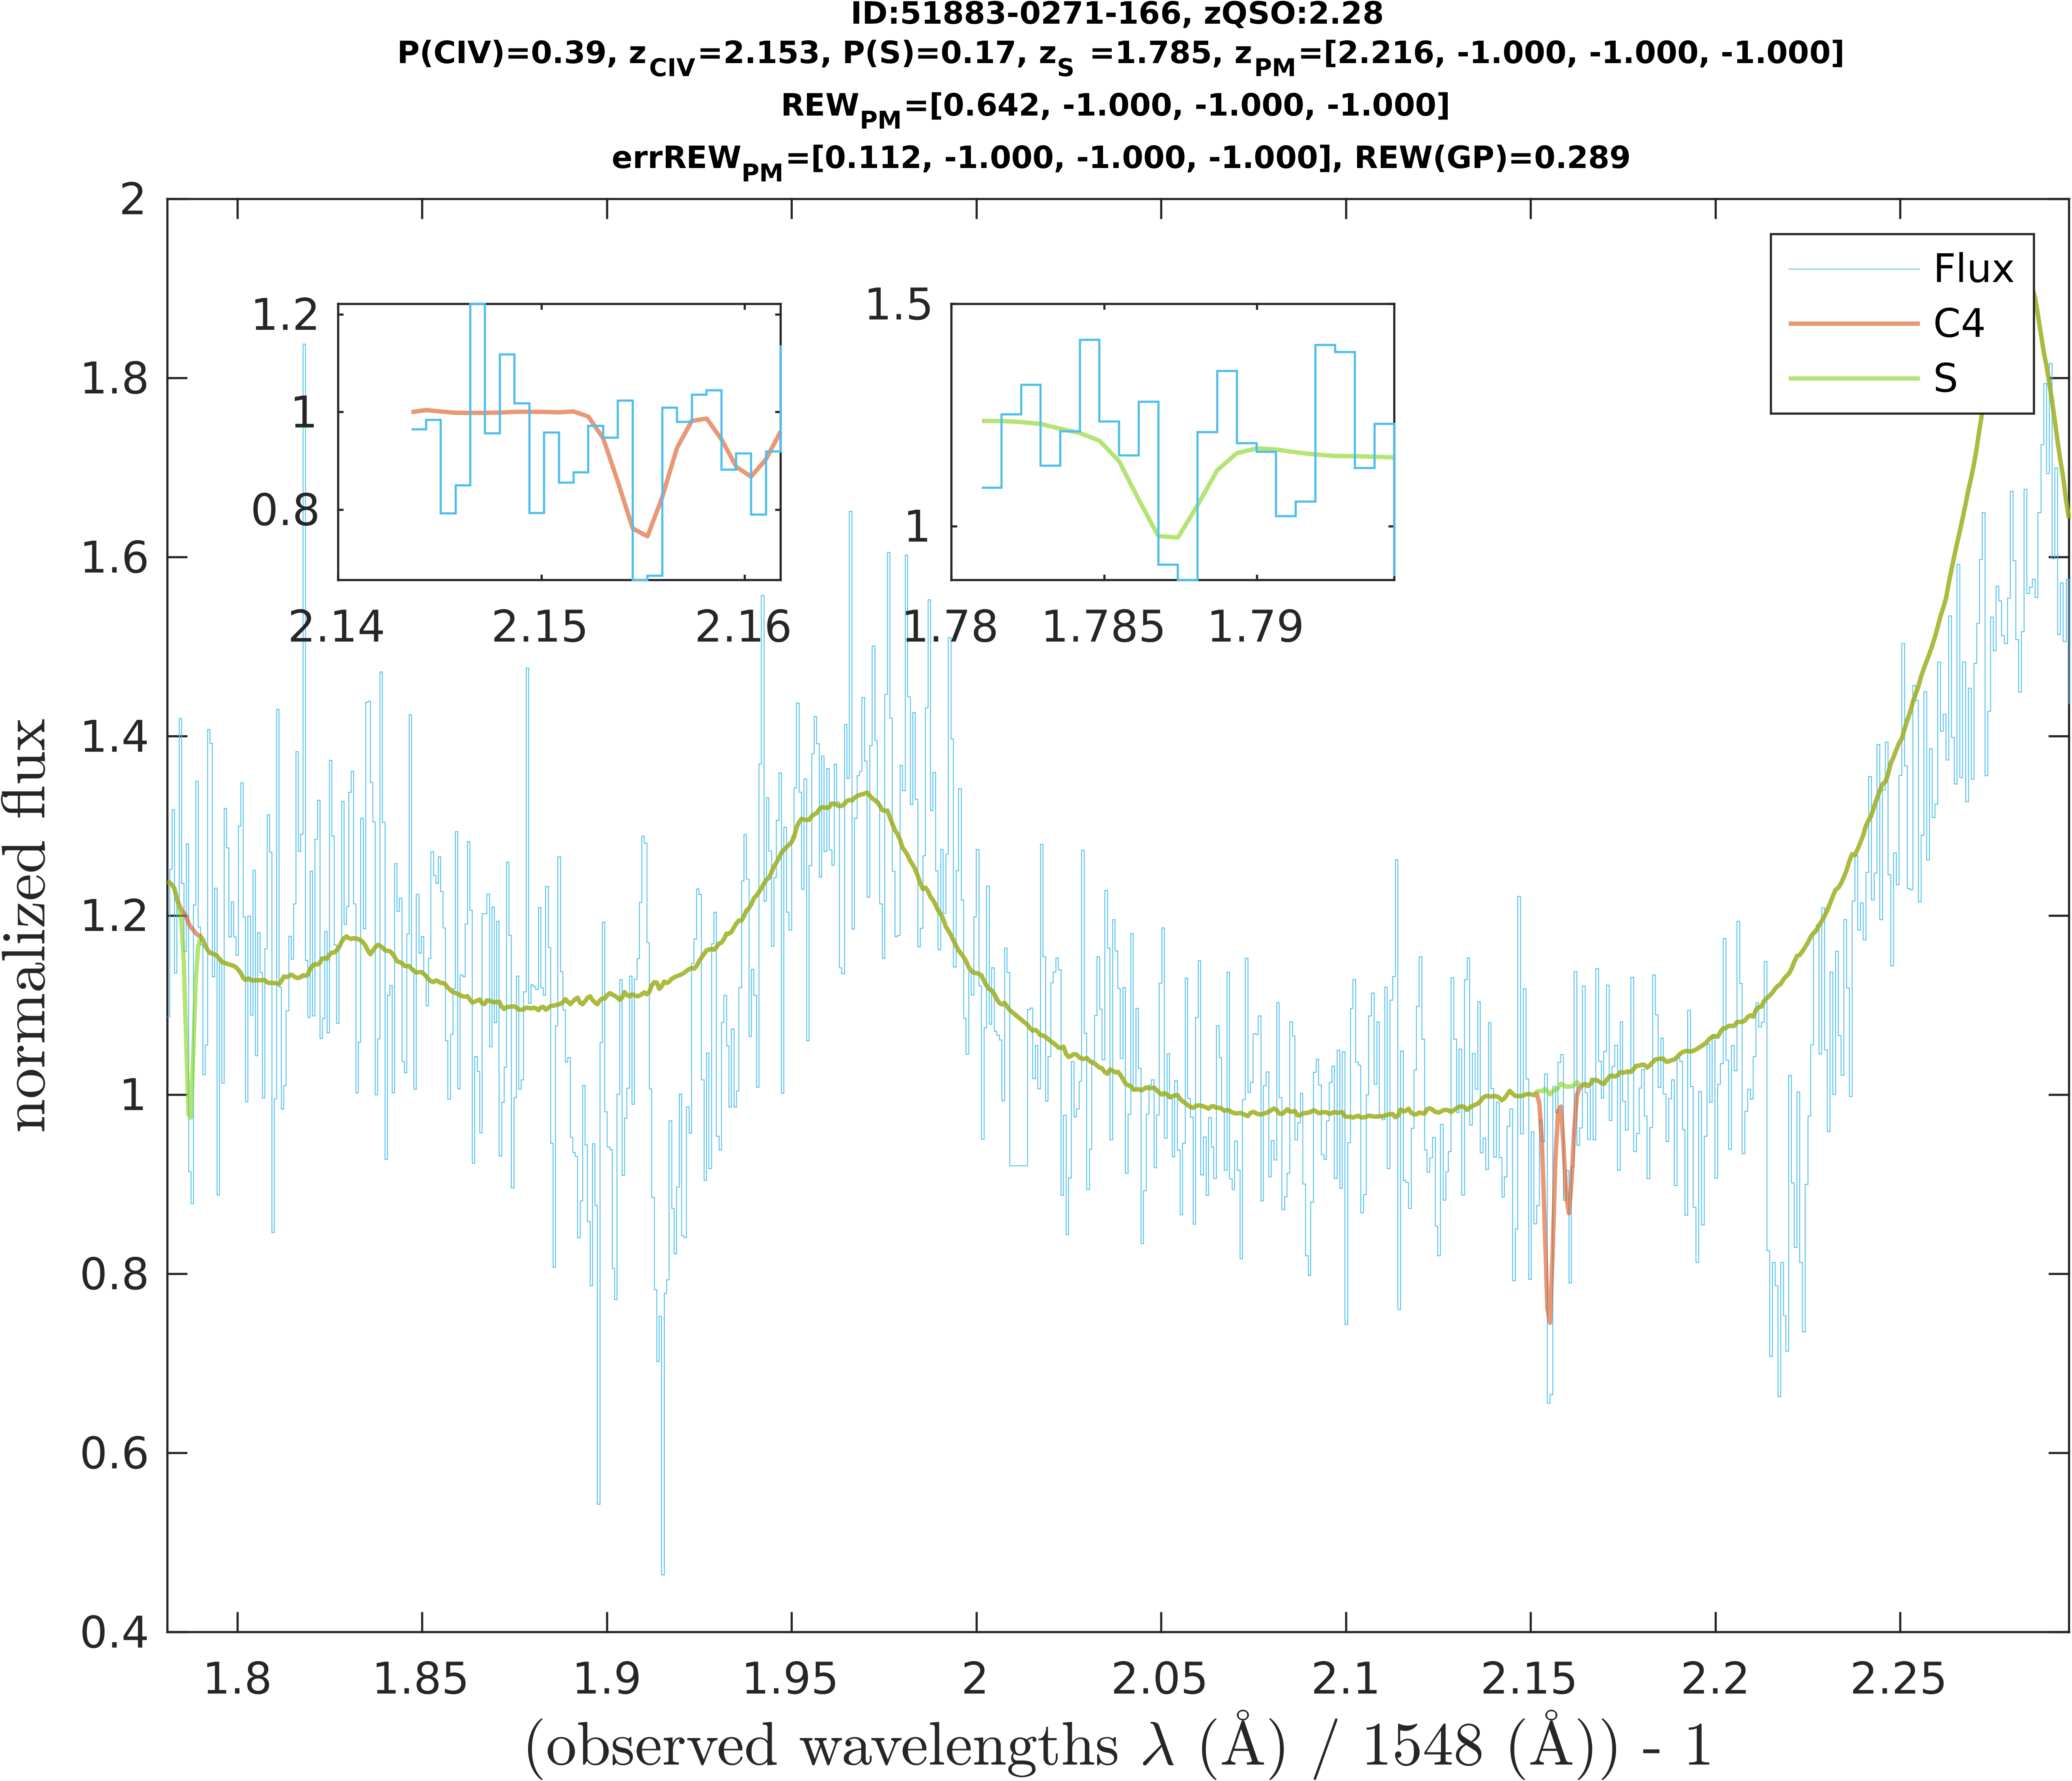 ID:51883-0271-166, zQSO:2.28
P(CIV)=0.39, zCIV=2.153, P(S)=0.17, zS =1.785, zPM=[2.216, -1.000, -1.000, -1.000]
REWPM=[0.642, -1.000, -1.000, -1.000]
errREWPM=[0.112, -1.000, -1.000, -1.000], REW(GP)=0.289
2
1.8
1.6
1.4
1.2
1
0.8
0.6
0.4
normalized flux
1.2
1
0.8
2.14 2.15 2.16
1.5
1
1.78 1.785 1.79
Flux
C4
S
1.8 1.85 1.9 1.95 2 2.05 2.1 2.15 2.2 2.25
(observed wavelengths λ (Å) / 1548 (Å)) - 1